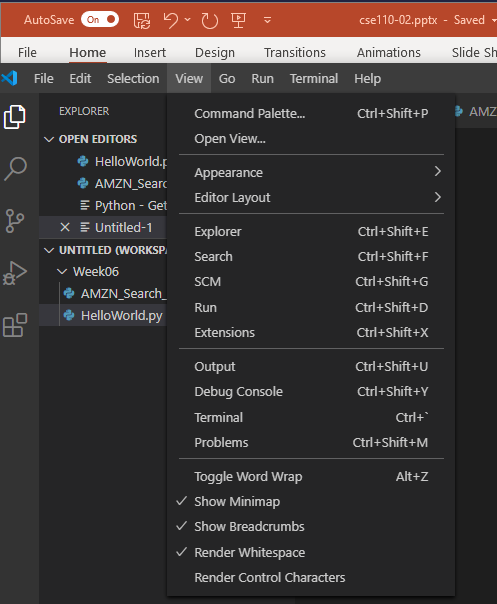 AutoSave On cse110-02.pptx - Saved
File Home Insert Design Transitions Animations Slide Sh
File Edit Selection View Go Run Terminal Help
EXPLORER
OPEN EDITORS
HelloWorld.p
AMZN_Search
Python - Get
Untitled-1
UNTITLED (WORKSPA
Week06
AMZN_Search_
HelloWorld.py
Command Palette... Ctrl+Shift+P
Open View...
Appearance
Editor Layout
Explorer Ctrl+Shift+E
Search Ctrl+Shift+F
SCM Ctrl+Shift+G
Run Ctrl+Shift+D
Extensions Ctrl+Shift+X
Output Ctrl+Shift+U
Debug Console Ctrl+Shift+Y
Terminal Ctrl+`
Problems Ctrl+Shift+M
Toggle Word Wrap Alt+Z
Show Minimap
Show Breadcrumbs
Render Whitespace
Render Control Characters
AMZ